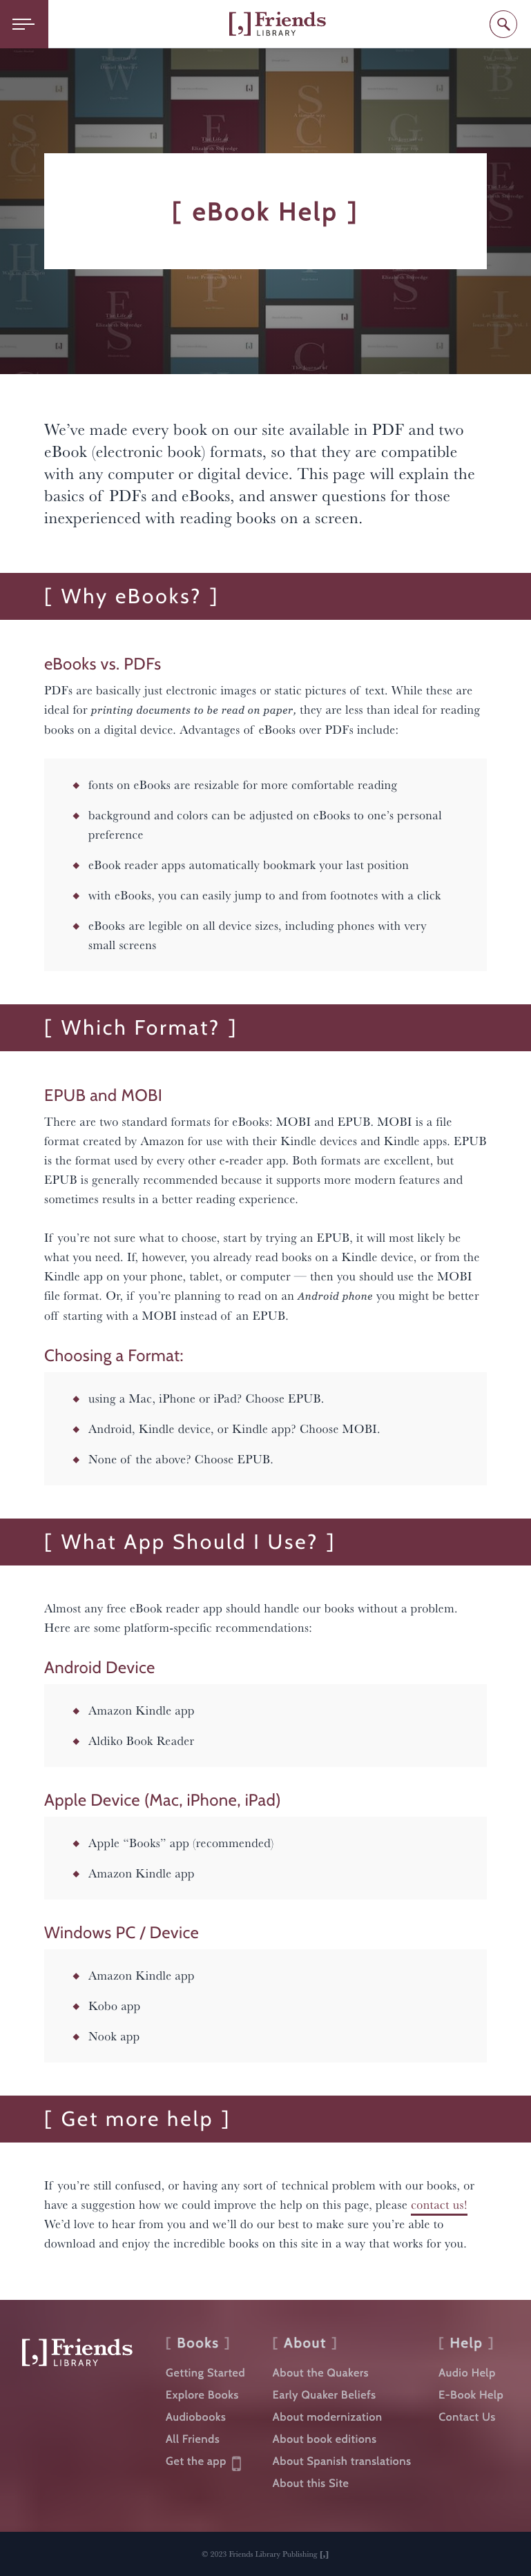 [,] Friends
LIBRARY
[ eBook Help ]
We’ve made every book on our site available in PDF and two
eBook (electronic book) formats, so that they are compatible
with any computer or digital device. This page will explain the
basics of PDFs and eBooks, and answer questions for those
inexperienced with reading books on a screen.
[ Why eBooks? ]
eBooks vs. PDFs
PDFs are basically just electronic images or static pictures of text. While these are
ideal for printing documents to be read on paper, they are less than ideal for reading
books on a digital device. Advantages of eBooks over PDFs include:
fonts on eBooks are resizable for more comfortable reading
background and colors can be adjusted on eBooks to one’s personal
preference
eBook reader apps automatically bookmark your last position
with eBooks, you can easily jump to and from footnotes with a click
eBooks are legible on all device sizes, including phones with very
small screens
[ Which Format? ]
EPUB and MOBI
There are two standard formats for eBooks: MOBI and EPUB. MOBI is a file
format created by Amazon for use with their Kindle devices and Kindle apps. EPUB
is the format used by every other e-reader app. Both formats are excellent, but
EPUB is generally recommended because it supports more modern features and
sometimes results in a better reading experience.
If you’re not sure what to choose, start by trying an EPUB, it will most likely be
what you need. If, however, you already read books on a Kindle device, or from the
Kindle app on your phone, tablet, or computer — then you should use the MOBI
file format. Or, if you’re planning to read on an Android phone you might be better
off starting with a MOBI instead of an EPUB.
Choosing a Format:
using a Mac, iPhone or iPad? Choose EPUB.
Android, Kindle device, or Kindle app? Choose MOBI.
None of the above? Choose EPUB.
[ What App Should I Use? ]
Almost any free eBook reader app should handle our books without a problem.
Here are some platform-specific recommendations:
Android Device
Amazon Kindle app
Aldiko Book Reader
Apple Device (Mac, iPhone, iPad)
Apple “Books” app (recommended)
Amazon Kindle app
Windows PC / Device
Amazon Kindle app
Kobo app
Nook app
[ Get more help ]
If you’re still confused, or having any sort of technical problem with our books, or
have a suggestion how we could improve the help on this page, please contact us!
We’d love to hear from you and we’ll do our best to make sure you’re able to
download and enjoy the incredible books on this site in a way that works for you.
[,] Friends
LIBRARY
[ Books ]
Getting Started
Explore Books
Audiobooks
All Friends
Get the app
[ About ]
About the Quakers
Early Quaker Beliefs
About modernization
About book editions
About Spanish translations
About this Site
[ Help ]
Audio Help
E-Book Help
Contact Us
© 2023 Friends Library Publishing [,]